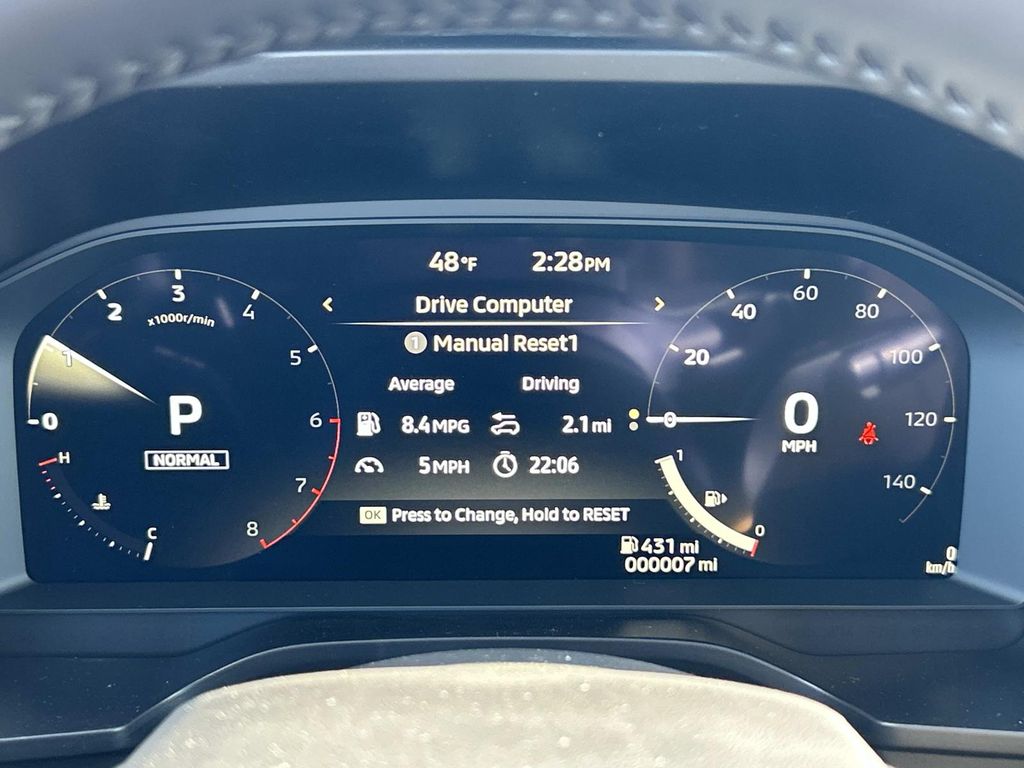 48°F 2:28PM
Drive Computer
1 Manual Reset1
Average Driving
8.4MPG 2.1mi
5MPH 22:06
OK Press to Change, Hold to RESET
431 mi
000007 mi
0 1 2 3 4 5 6 7 8
x1000r/min
P
NORMAL
H
C
0 20 40 60 80 100 120 140
0
MPH
1
0
0
km/h